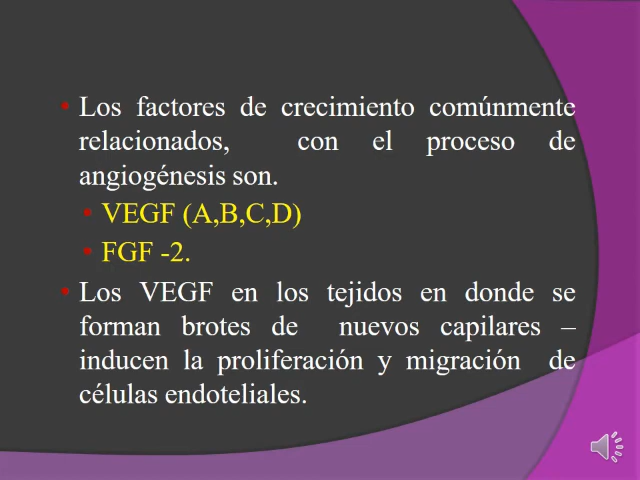 • Los factores de crecimiento comúnmente
relacionados, con el proceso de
angiogénesis son.
• VEGF (A,B,C,D)
• FGF -2.
• Los VEGF en los tejidos en donde se
forman brotes de nuevos capilares –
inducen la proliferación y migración de
células endoteliales.